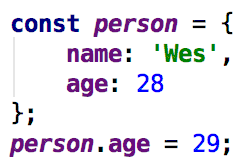 const person = {
    name: 'Wes',
    age: 28
};
person.age = 29;